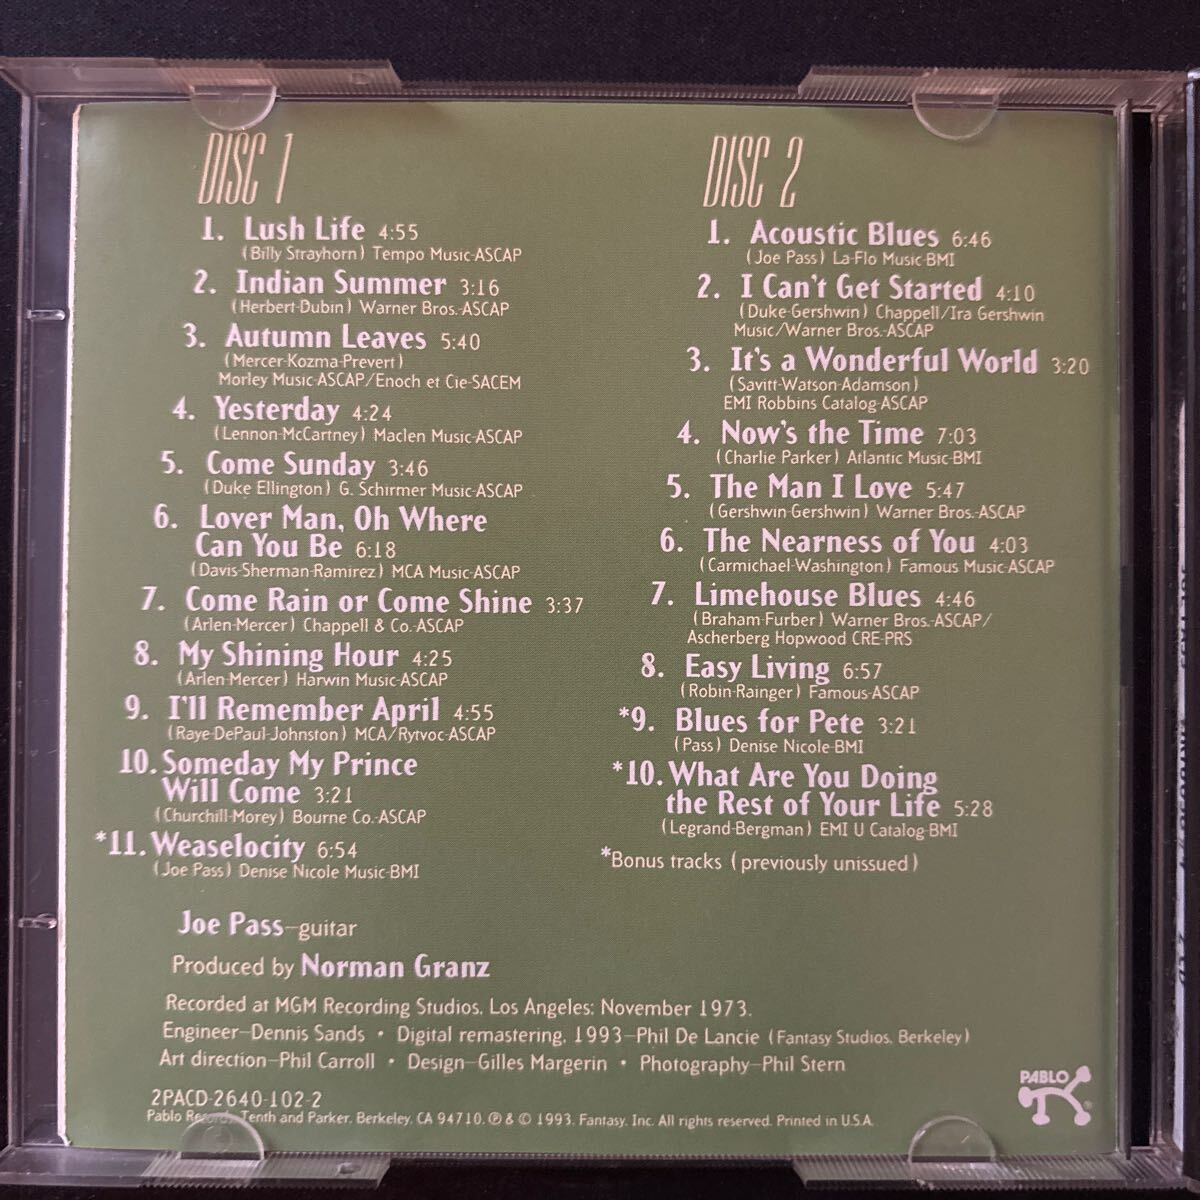 DISC 1
1. Lush Life 4:55
(Billy Strayhorn) Tempo Music-ASCAP
2. Indian Summer 3:16
(Herbert-Dubin) Warner Bros.-ASCAP
3. Autumn Leaves 5:40
(Mercer-Kozma-Prevert)
Morley Music-ASCAP/Enoch et Cie-SACEM
4. Yesterday 4:24
(Lennon-McCartney) Maclen Music-ASCAP
5. Come Sunday 3:46
(Duke Ellington) G. Schirmer Music-ASCAP
6. Lover Man, Oh Where
Can You Be 6:18
(Davis-Sherman-Ramirez) MCA Music-ASCAP
7. Come Rain or Come Shine 3:37
(Arlen-Mercer) Chappell & Co.-ASCAP
8. My Shining Hour 4:25
(Arlen-Mercer) Harwin Music-ASCAP
9. I'll Remember April 4:55
(Raye-DePaul-Johnston) MCA/Rytvoc-ASCAP
10. Someday My Prince
Will Come 3:21
(Churchill-Morey) Bourne Co.-ASCAP
*11. Weaselocity 6:54
(Joe Pass) Denise Nicole Music-BMI
DISC 2
1. Acoustic Blues 6:46
(Joe Pass) La-Flo Music-BMI
2. I Can't Get Started 4:10
(Duke-Gershwin) Chappell/Ira Gershwin
Music/Warner Bros.-ASCAP
3. It's a Wonderful World 3:20
(Savitt-Watson-Adamson)
EMI Robbins Catalog-ASCAP
4. Now's the Time 7:03
(Charlie Parker) Atlantic Music-BMI
5. The Man I Love 5:47
(Gershwin-Gershwin) Warner Bros.-ASCAP
6. The Nearness of You 4:03
(Carmichael-Washington) Famous Music-ASCAP
7. Limehouse Blues 4:46
(Braham-Furber) Warner Bros.-ASCAP/
Ascherberg Hopwood CRE-PRS
8. Easy Living 6:57
(Robin-Rainger) Famous-ASCAP
*9. Blues for Pete 3:21
(Pass) Denise Nicole-BMI
*10. What Are You Doing
the Rest of Your Life 5:28
(Legrand-Bergman) EMI U Catalog-BMI
*Bonus tracks (previously unissued)
Joe Pass—guitar
Produced by Norman Granz
Recorded at MGM Recording Studios, Los Angeles; November 1973.
Engineer—Dennis Sands • Digital remastering, 1993—Phil De Lancie (Fantasy Studios, Berkeley)
Art direction—Phil Carroll • Design—Gilles Margerin • Photography—Phil Stern
2PACD-2640-102-2
Pablo Tenth and Parker, Berkeley, CA 94710. ℗ & © 1993, Fantasy, Inc. All rights reserved. Printed in U.S.A.
PABLO ®